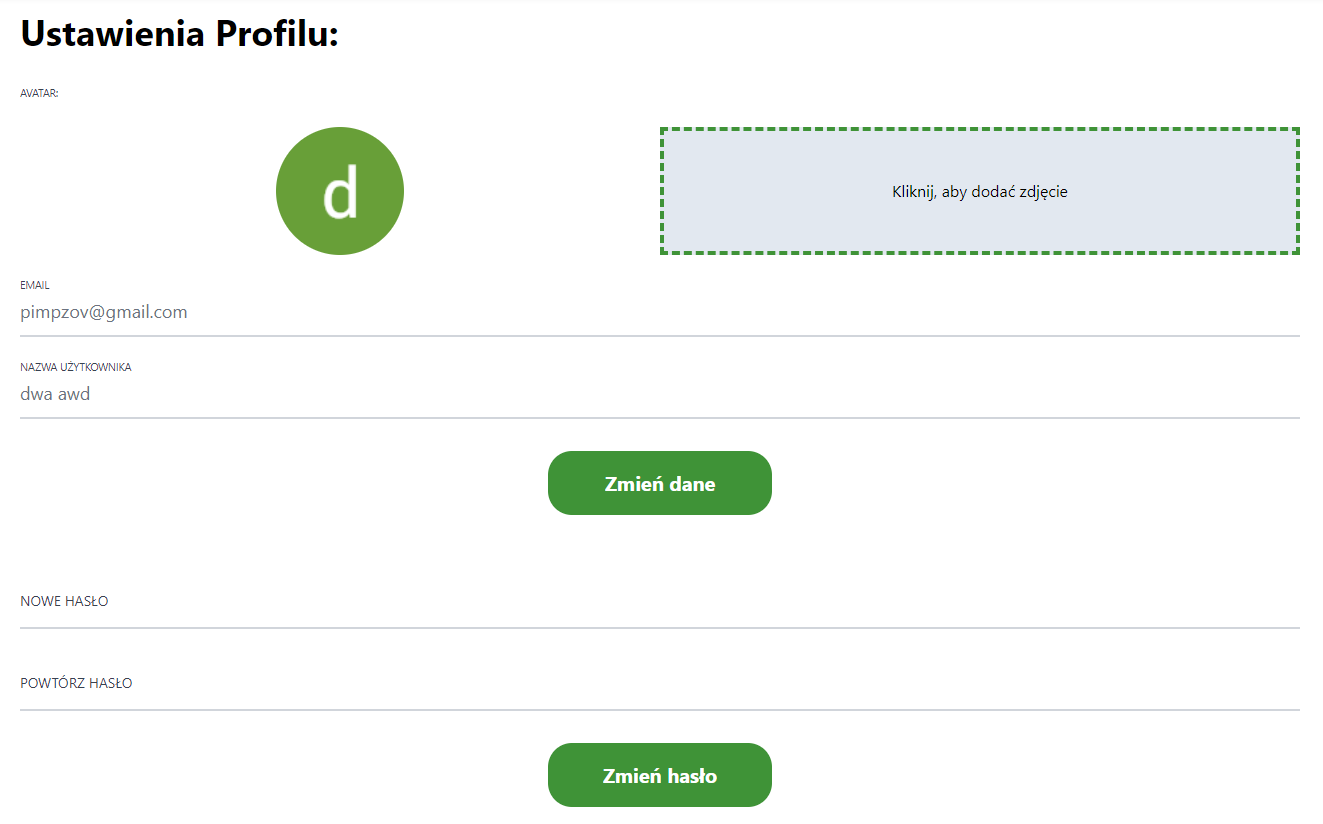 Ustawienia Profilu:
AVATAR:
d
Kliknij, aby dodać zdjęcie
EMAIL
pimpzov@gmail.com
NAZWA UŻYTKOWNIKA
dwa awd
Zmień dane
NOWE HASŁO
POWTÓRZ HASŁO
Zmień hasło